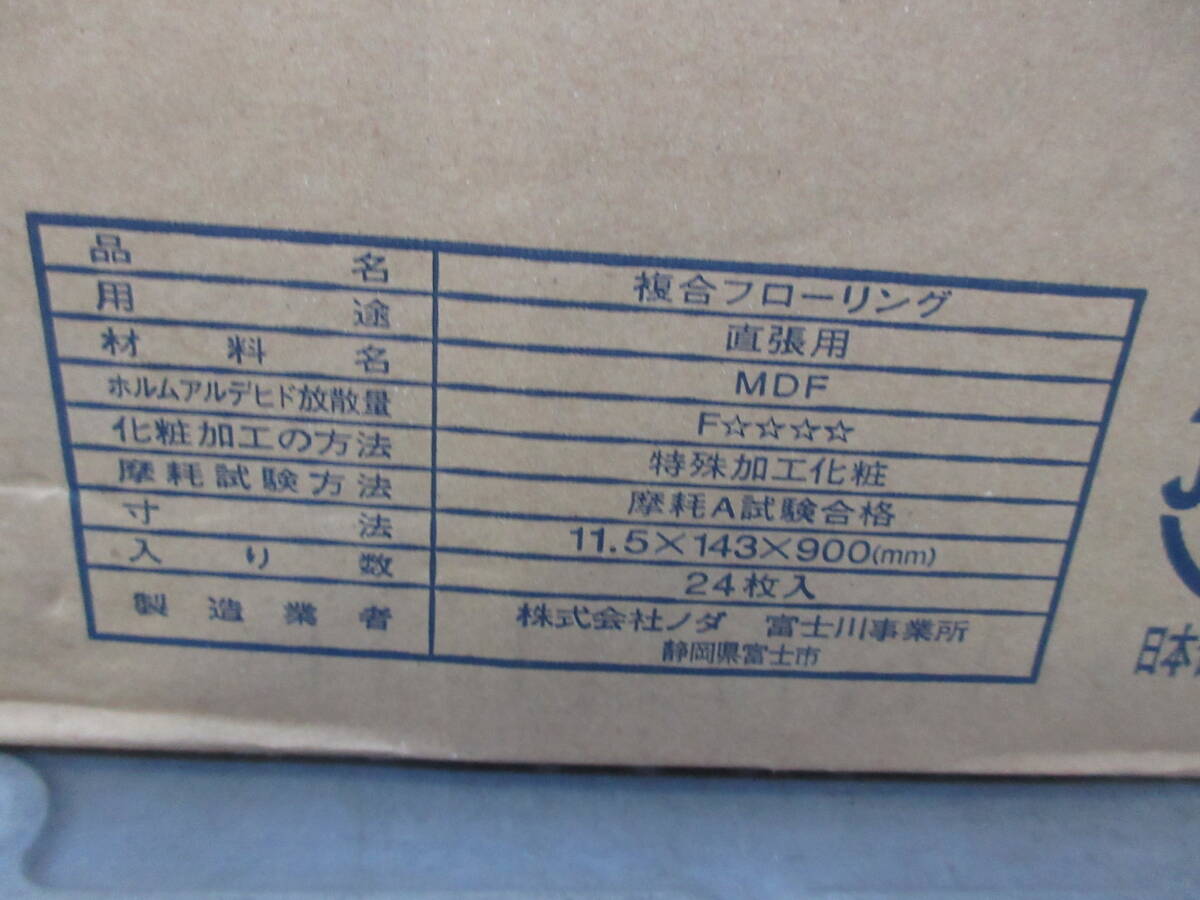 品名 複合フローリング
用途 直張用
材料名 MDF
ホルムアルデヒド放散量 F☆☆☆☆
化粧加工の方法 特殊加工化粧
摩耗試験方法 摩耗A試験合格
寸法 11.5×143×900(mm)
入り数 24枚入
製造業者 株式会社ノダ 富士川事業所
静岡県富士市
日本